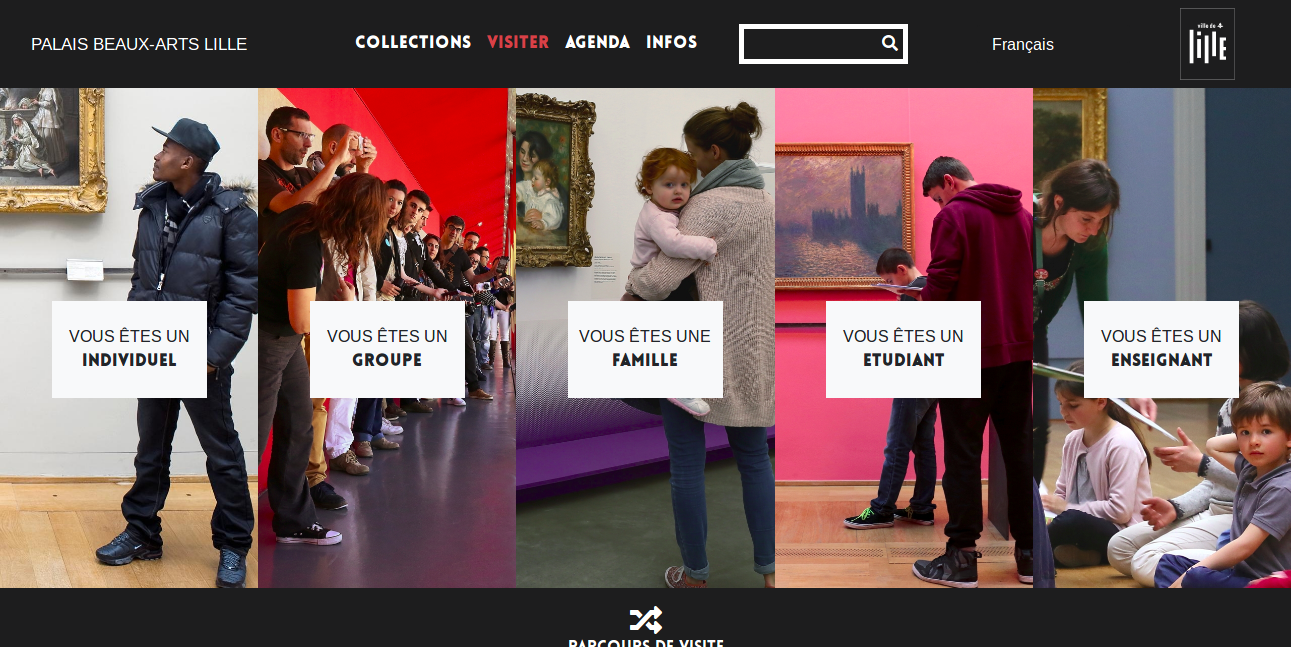 PALAIS BEAUX-ARTS LILLE
COLLECTIONS VISITER AGENDA INFOS
Français
ville de
lille
VOUS ÊTES UN
INDIVIDUEL
VOUS ÊTES UN
GROUPE
VOUS ÊTES UNE
FAMILLE
VOUS ÊTES UN
ETUDIANT
VOUS ÊTES UN
ENSEIGNANT
PARCOURS DE VISITE